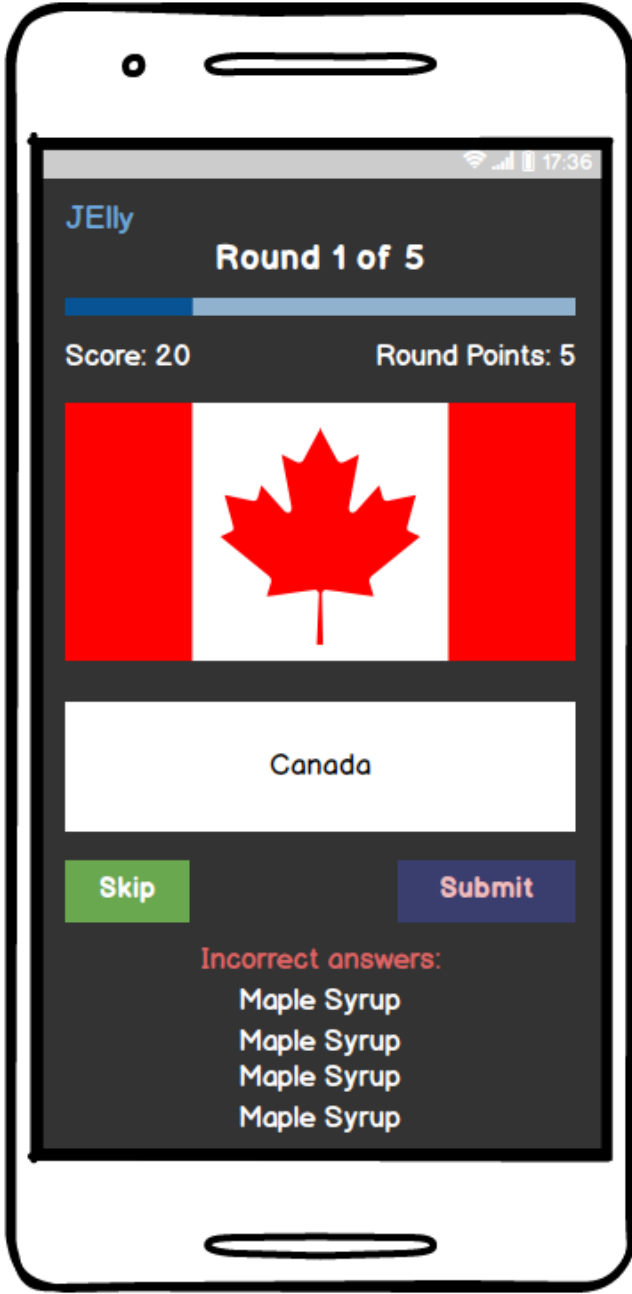 17:36
JElly
Round 1 of 5
Score: 20 Round Points: 5
Canada
Skip Submit
Incorrect answers:
Maple Syrup
Maple Syrup
Maple Syrup
Maple Syrup